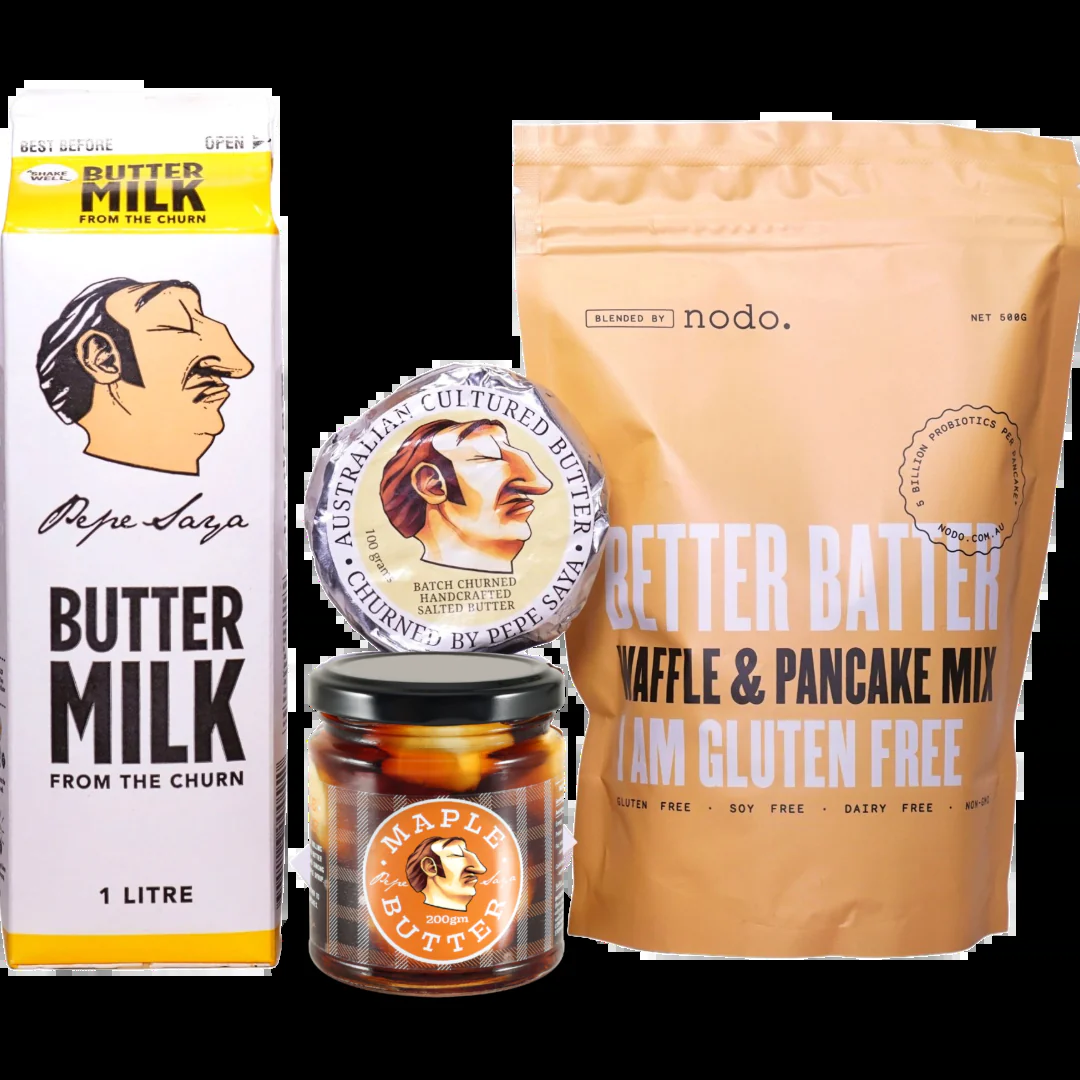 BEST BEFORE
OPEN
SHAKE
WELL
BUTTER
MILK
FROM THE CHURN
Pepe Saya
BUTTER
MILK
FROM THE CHURN
1 LITRE
AUSTRALIAN CULTURED BUTTER
100 grams
BATCH CHURNED
HANDCRAFTED
SALTED BUTTER
CHURNED BY PEPE SAYA
MAPLE
Pepe Saya
200gm
BUTTER
BLENDED BY nodo.
NET 500G
5 BILLION PROBIOTICS PER PANCAKE*
NODO.COM.AU
BETTER BATTER
WAFFLE & PANCAKE MIX
I AM GLUTEN FREE
GLUTEN FREE · SOY FREE · DAIRY FREE · NON-GMO